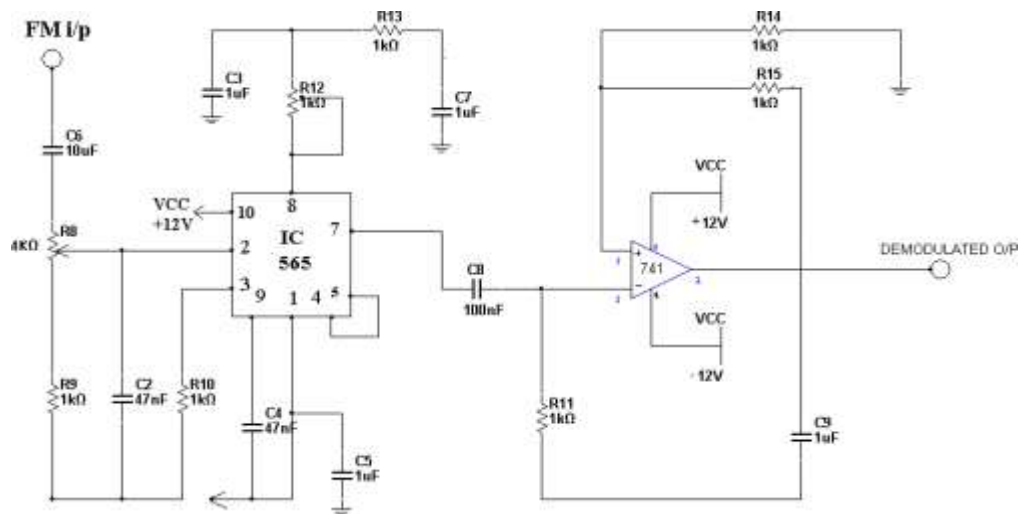 FM i/p
R13
1kΩ
R14
1kΩ
C3
1uF
R12
1kΩ
C7
1uF
R15
1kΩ
C6
10uF
VCC
+12V
10
8
7
2
IC
565
3
9
1
4
5
R8
4KΩ
C8
100nF
VCC
+12V
741
+
-
4
DEMODULATED O/P
VCC
12V
R9
1kΩ
C2
47nF
R10
1kΩ
C4
47nF
C5
1uF
R11
1kΩ
C9
1uF